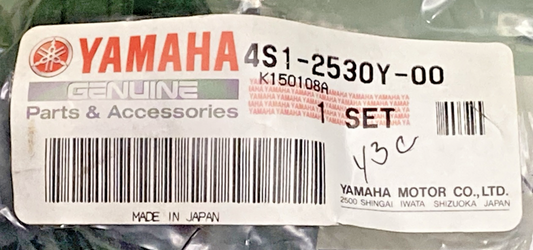 YAMAHA 4S1-2530Y-00
GENUINE K150108A
Parts & Accessories 1 SET
Y3C
YAMAHA MOTOR CO., LTD.
2500 SHINGAI IWATA SHIZUOKA JAPAN
MADE IN JAPAN